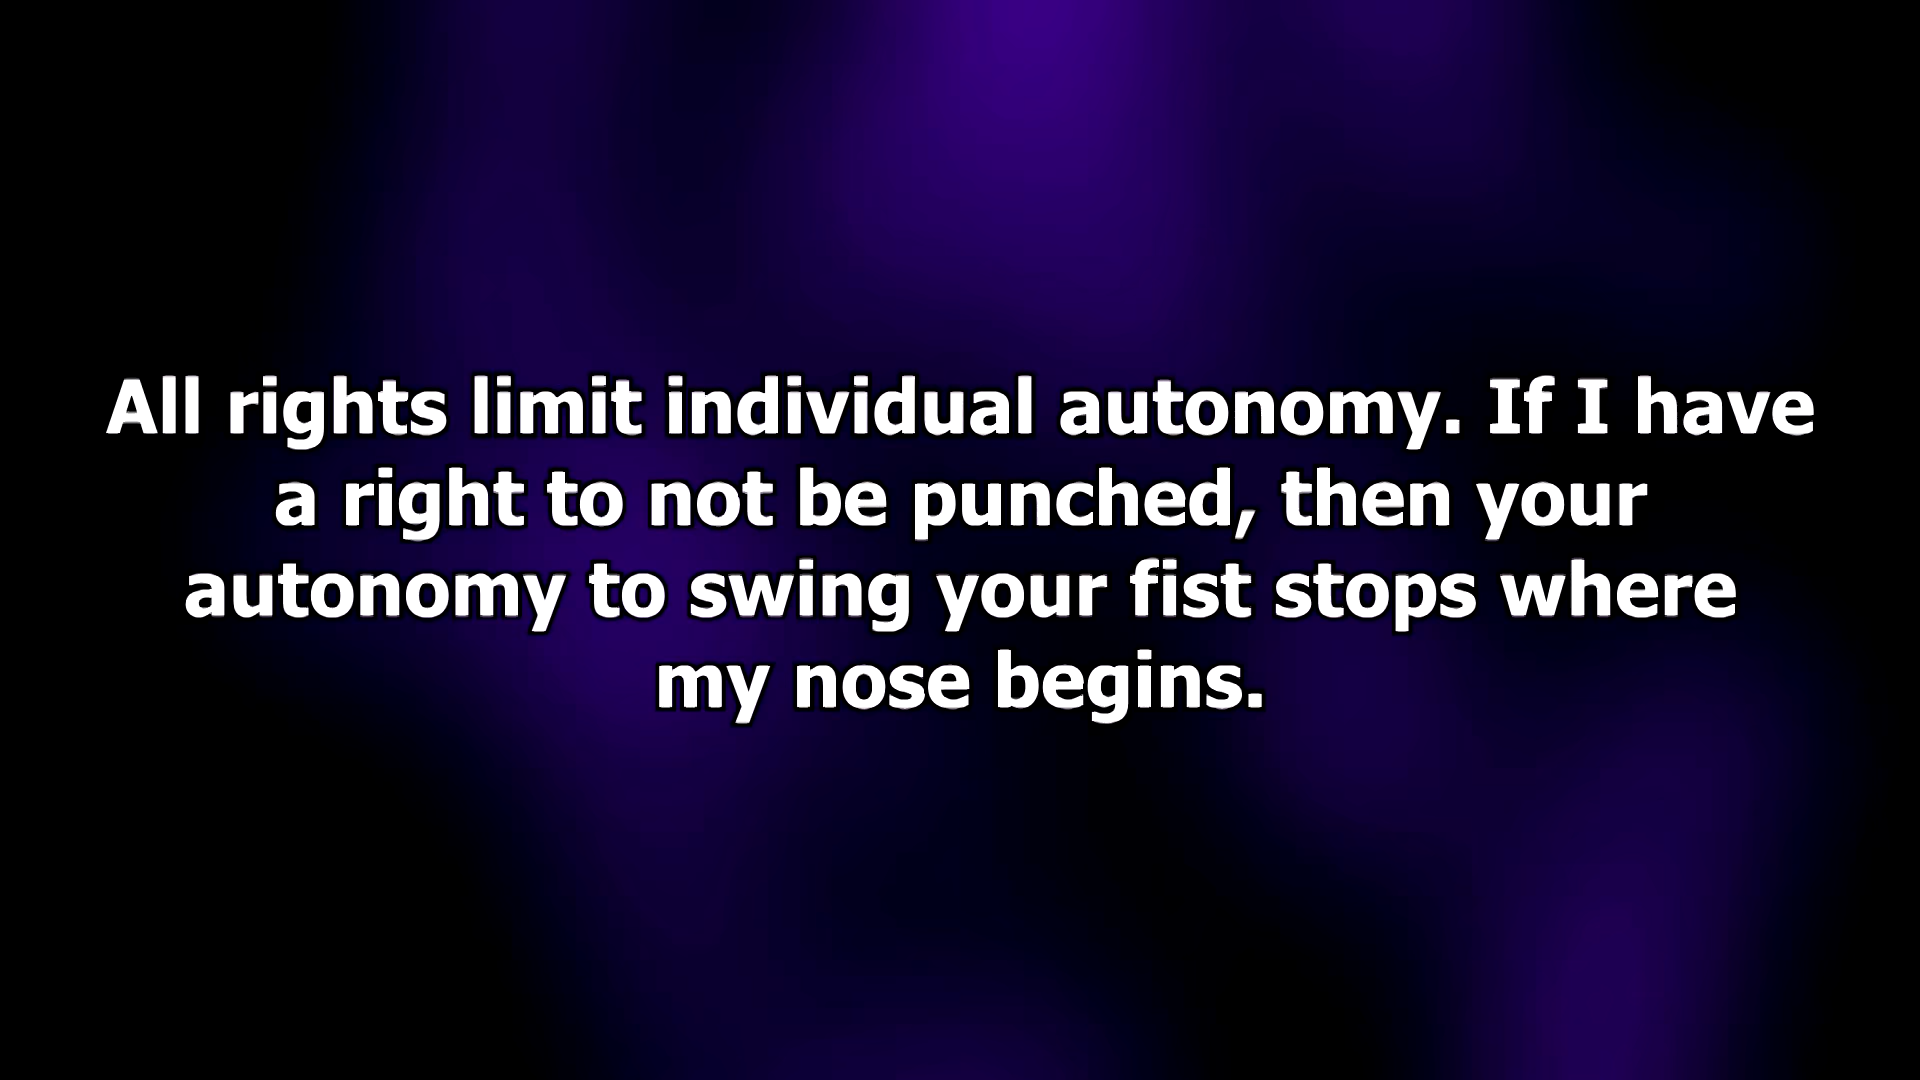 All rights limit individual autonomy. If I have
a right to not be punched, then your
autonomy to swing your fist stops where
my nose begins.